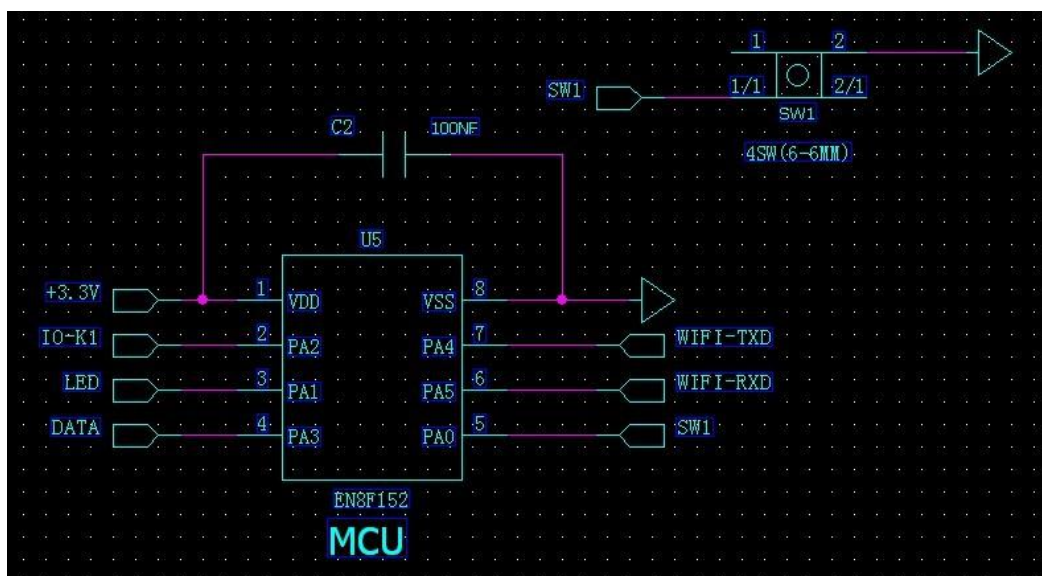 1 2
SW1 1/1 2/1
SW1
C2 100NF
4SW(6-6MM)
U5
+3.3V 1 VDD VSS 8
IO-K1 2 PA2 PA4 7 WIFI-TXD
LED 3 PA1 PA5 6 WIFI-RXD
DATA 4 PA3 PA0 5 SW1
EN8F152
MCU